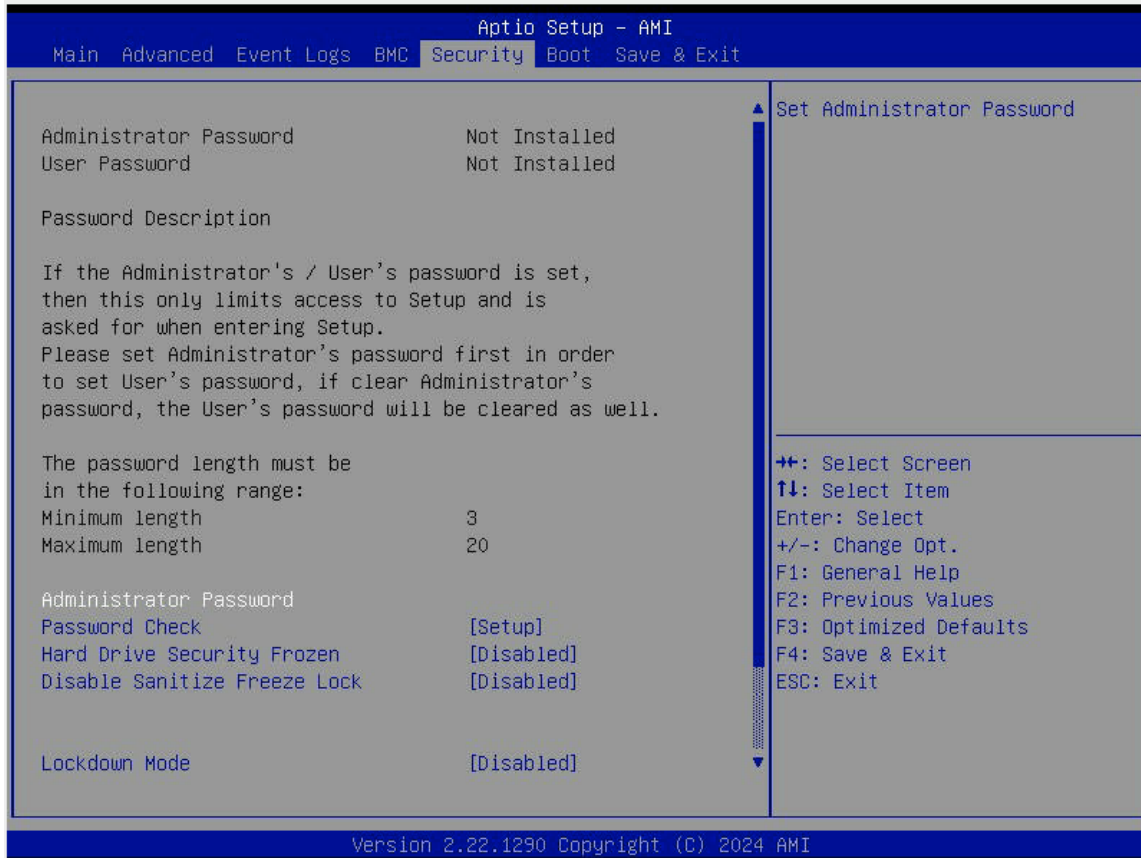 Aptio Setup – AMI
Main Advanced Event Logs BMC Security Boot Save & Exit
Administrator Password Not Installed
User Password Not Installed
Password Description
If the Administrator's / User's password is set,
then this only limits access to Setup and is
asked for when entering Setup.
Please set Administrator's password first in order
to set User's password, if clear Administrator's
password, the User's password will be cleared as well.
The password length must be
in the following range:
Minimum length 3
Maximum length 20
Administrator Password
Password Check [Setup]
Hard Drive Security Frozen [Disabled]
Disable Sanitize Freeze Lock [Disabled]
Lockdown Mode [Disabled]
Set Administrator Password
→←: Select Screen
↑↓: Select Item
Enter: Select
+/-: Change Opt.
F1: General Help
F2: Previous Values
F3: Optimized Defaults
F4: Save & Exit
ESC: Exit
Version 2.22.1290 Copyright (C) 2024 AMI